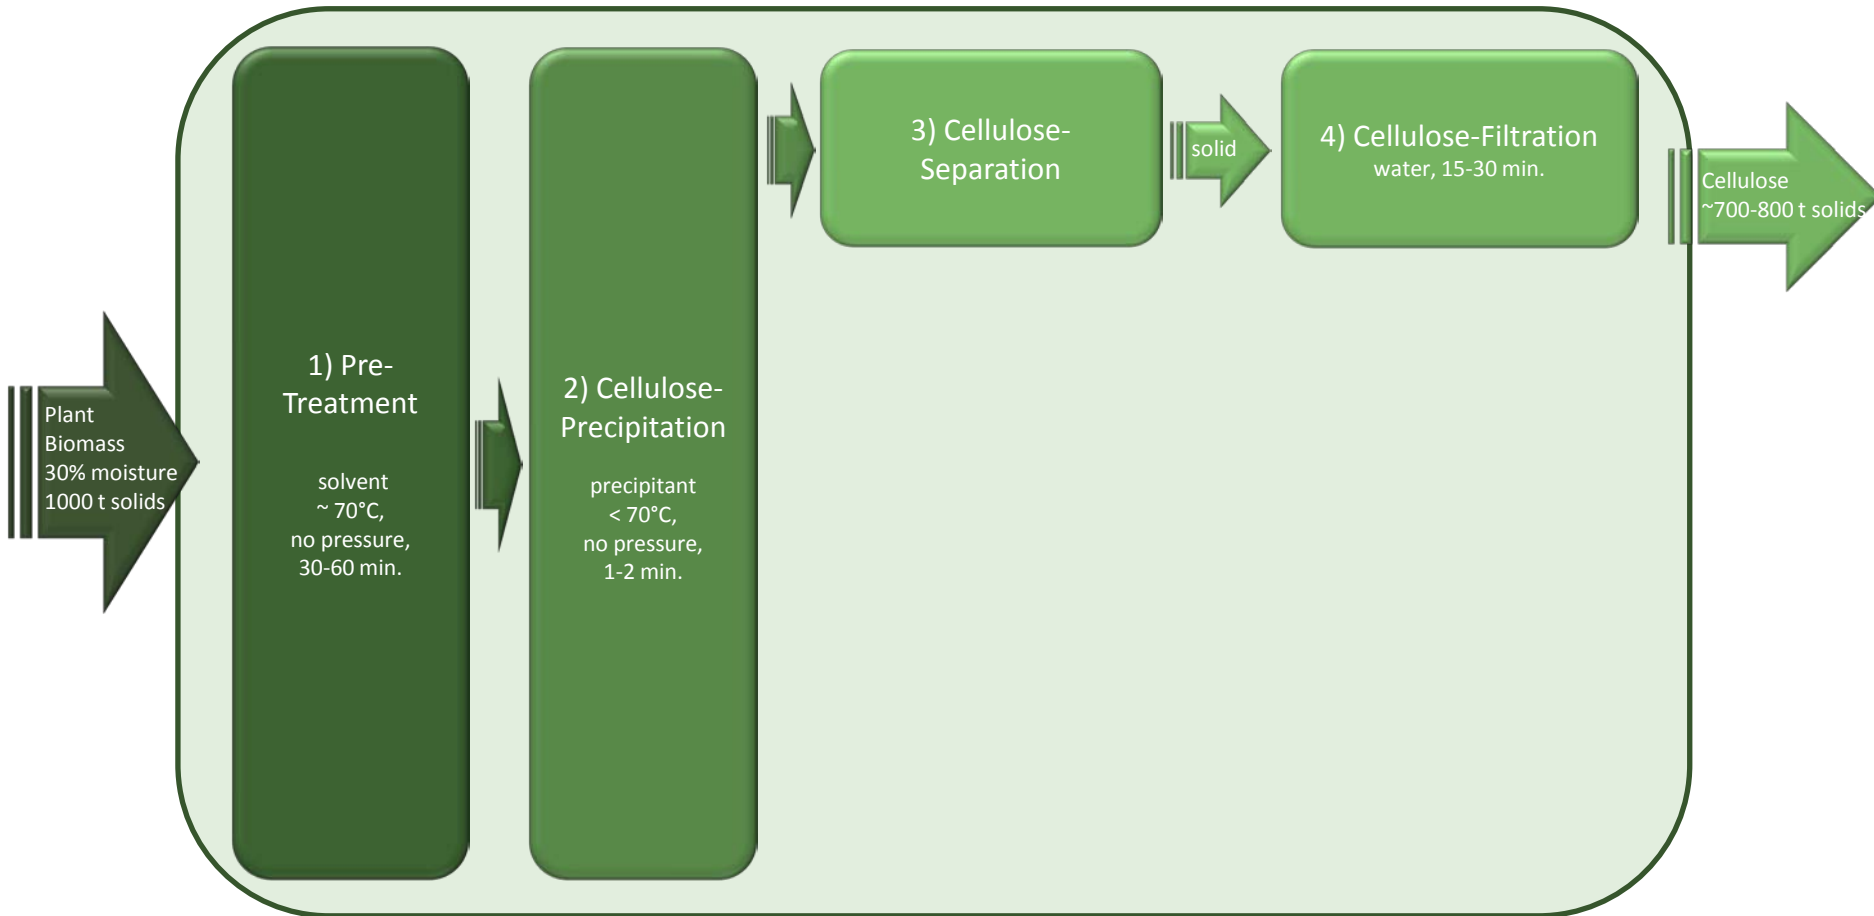 Plant
Biomass
30% moisture
1000 t solids
1) Pre-
Treatment
solvent
~ 70°C,
no pressure,
30-60 min.
2) Cellulose-
Precipitation
precipitant
< 70°C,
no pressure,
1-2 min.
3) Cellulose-
Separation
solid
4) Cellulose-Filtration
water, 15-30 min.
Cellulose
~700-800 t solids